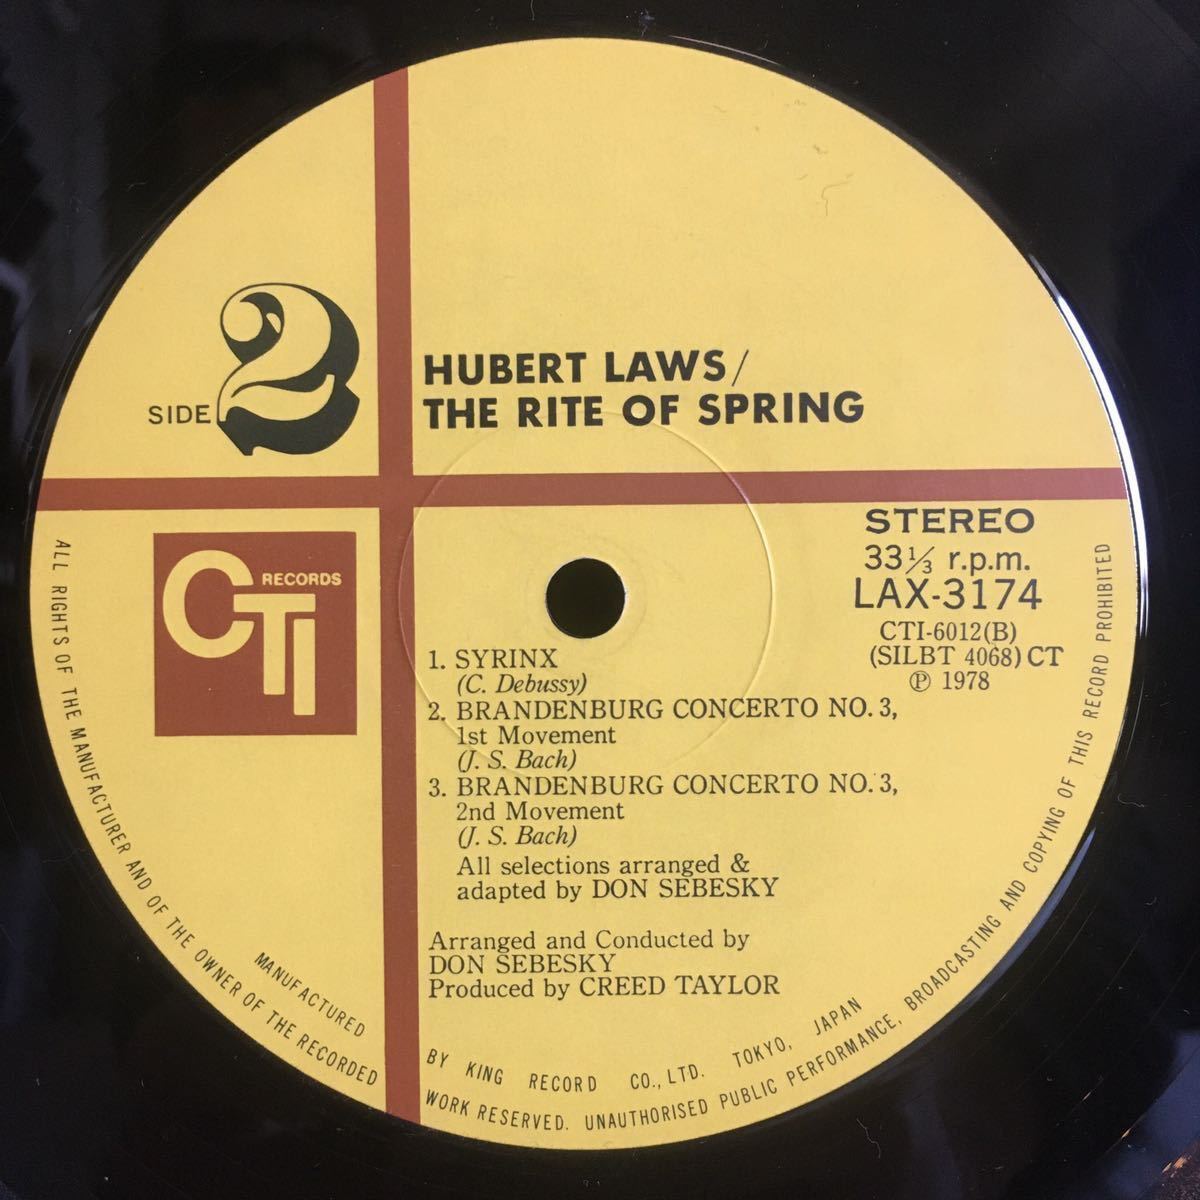 SIDE 2
HUBERT LAWS/
THE RITE OF SPRING
CTI RECORDS
STEREO
33⅓ r.p.m.
LAX-3174
CTI-6012(B)
(SILBT 4068) CT
℗ 1978
1. SYRINX
(C. Debussy)
2. BRANDENBURG CONCERTO NO. 3,
1st Movement
(J. S. Bach)
3. BRANDENBURG CONCERTO NO. 3,
2nd Movement
(J. S. Bach)
All selections arranged &
adapted by DON SEBESKY
Arranged and Conducted by
DON SEBESKY
Produced by CREED TAYLOR
MANUFACTURED BY KING RECORD CO., LTD. TOKYO, JAPAN
ALL RIGHTS OF THE MANUFACTURER AND OF THE OWNER OF THE RECORDED WORK RESERVED. UNAUTHORISED PUBLIC PERFORMANCE, BROADCASTING AND COPYING OF THIS RECORD PROHIBITED